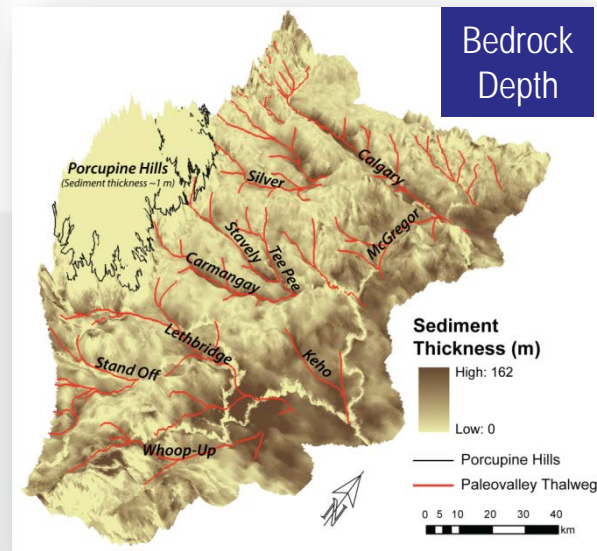 Bedrock
Depth
Porcupine Hills
(Sediment thickness ~1 m)
Silver
Calgary
McGregor
Stavely
Tee Pee
Carmangay
Lethbridge
Keho
Stand Off
Whoop-Up
Sediment
Thickness (m)
High: 162
Low: 0
Porcupine Hills
Paleovalley Thalweg
0 5 10 20 30 40
km
N